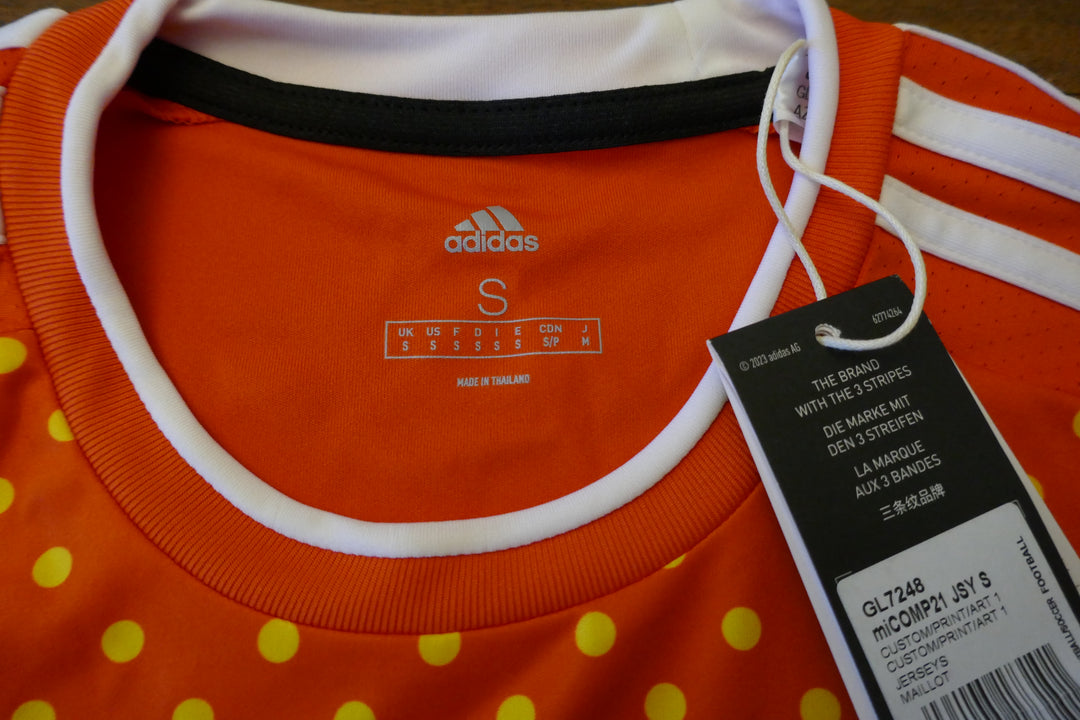 adidas
S
UK US F D I E CDN J
S S S S S S S/P M
MADE IN THAILAND
© 2023 adidas AG
62774264
THE BRAND
WITH THE 3 STRIPES
DIE MARKE MIT
DEN 3 STREIFEN
LA MARQUE
AUX 3 BANDES
三条纹品牌
GL7248
miCOMP21 JSY S
CUSTOM/PRINT/ART 1
CUSTOM/PRINT/ART 1
JERSEYS
MAILLOT
FOOTBALL